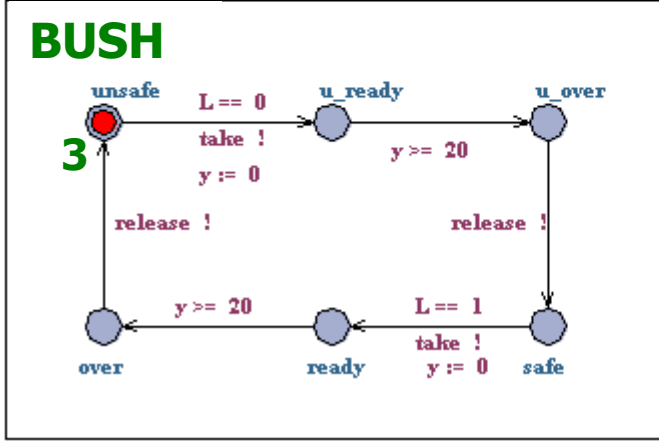 BUSH
unsafe
L == 0
u_ready
u_over
take !
y >= 20
3
y := 0
release !
release !
y >= 20
L == 1
take !
over
ready
y := 0
safe